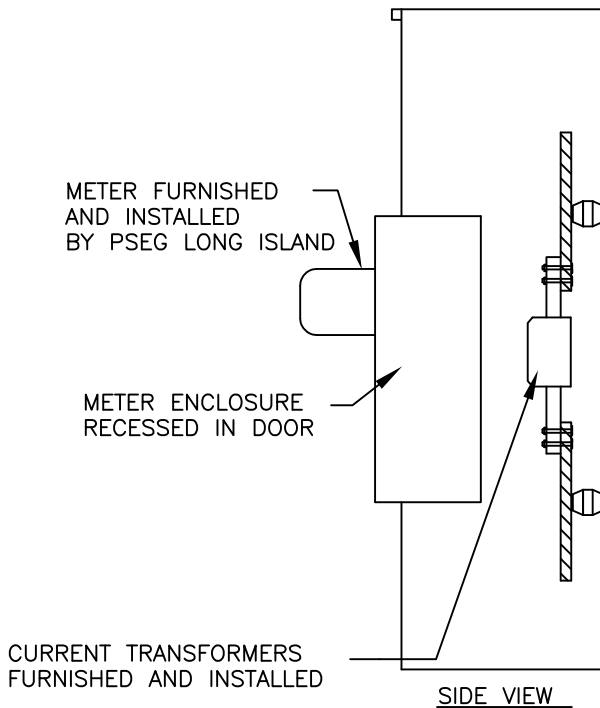 METER FURNISHED
AND INSTALLED
BY PSEG LONG ISLAND
METER ENCLOSURE
RECESSED IN DOOR
CURRENT TRANSFORMERS
FURNISHED AND INSTALLED
SIDE VIEW